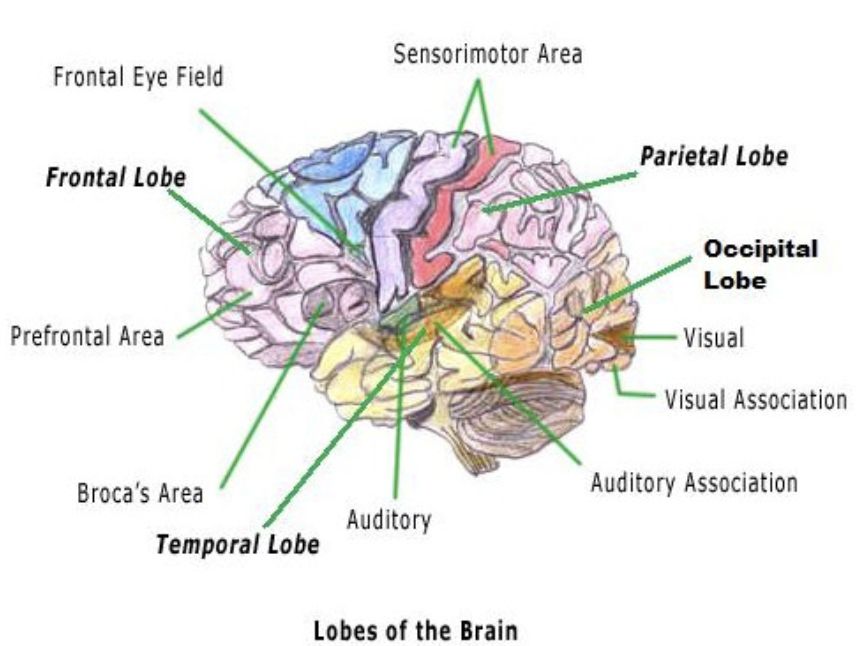 Sensorimotor Area
Frontal Eye Field
Parietal Lobe
Frontal Lobe
Occipital
Lobe
Prefrontal Area
Visual
Visual Association
Auditory Association
Broca's Area
Auditory
Temporal Lobe
Lobes of the Brain